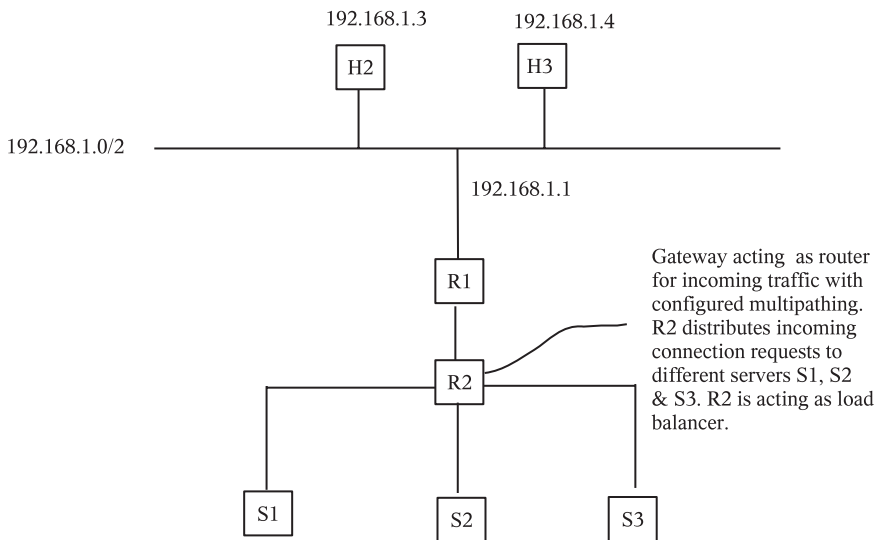 192.168.1.3
192.168.1.4
H2
H3
192.168.1.0/2
192.168.1.1
R1
Gateway acting as router
for incoming traffic with
configured multipathing.
R2 distributes incoming
connection requests to
different servers S1, S2
& S3. R2 is acting as load
balancer.
R2
S1
S2
S3